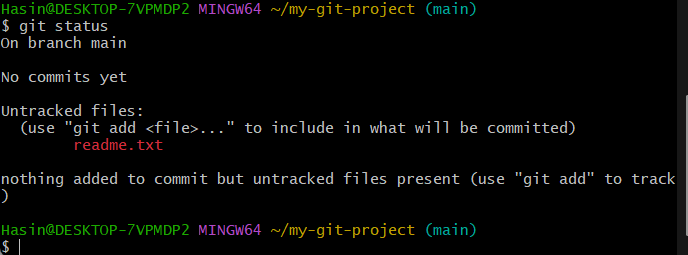 Hasin@DESKTOP-7VPMDP2 MINGW64 ~/my-git-project (main)
$ git status
On branch main
No commits yet
Untracked files:
  (use "git add <file>..." to include in what will be committed)
        readme.txt
nothing added to commit but untracked files present (use "git add" to track
)
Hasin@DESKTOP-7VPMDP2 MINGW64 ~/my-git-project (main)
$